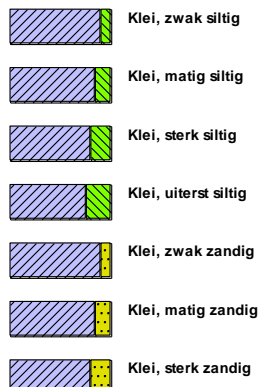 Klei, zwak siltig
Klei, matig siltig
Klei, sterk siltig
Klei, uiterst siltig
Klei, zwak zandig
Klei, matig zandig
Klei, sterk zandig